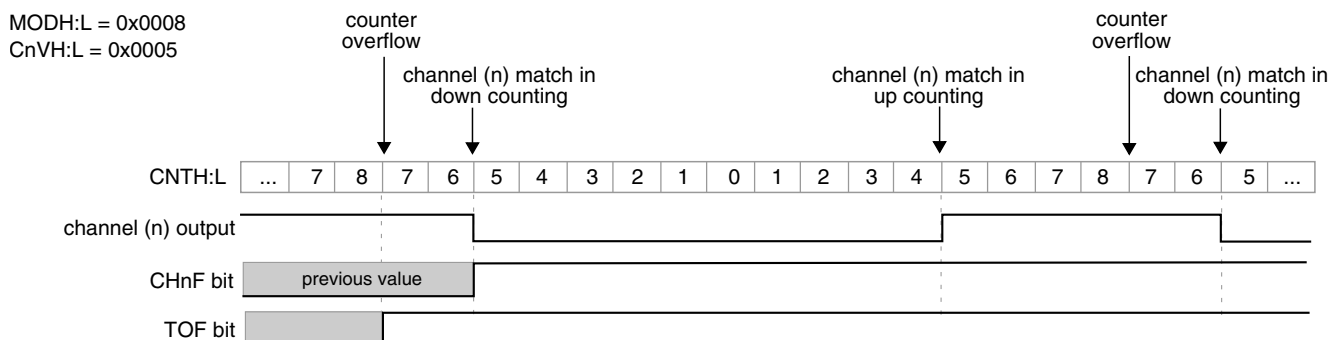 MODH:L = 0x0008
CnVH:L = 0x0005
counter
overflow
channel (n) match in
down counting
channel (n) match in
up counting
counter
overflow
channel (n) match in
down counting
CNTH:L ... 7 8 7 6 5 4 3 2 1 0 1 2 3 4 5 6 7 8 7 6 5 ...
channel (n) output
CHnF bit previous value
TOF bit